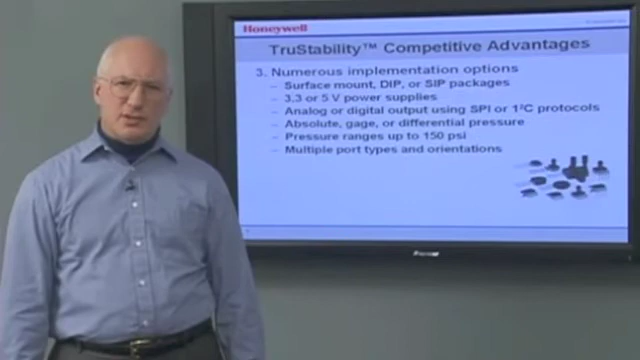 Honeywell
TruStability™ Competitive Advantages
3. Numerous implementation options
– Surface mount, DIP, or SIP packages
– 3.3 or 5 V power supplies
– Analog or digital output using SPI or I²C protocols
– Absolute, gage, or differential pressure
– Pressure ranges up to 150 psi
– Multiple port types and orientations